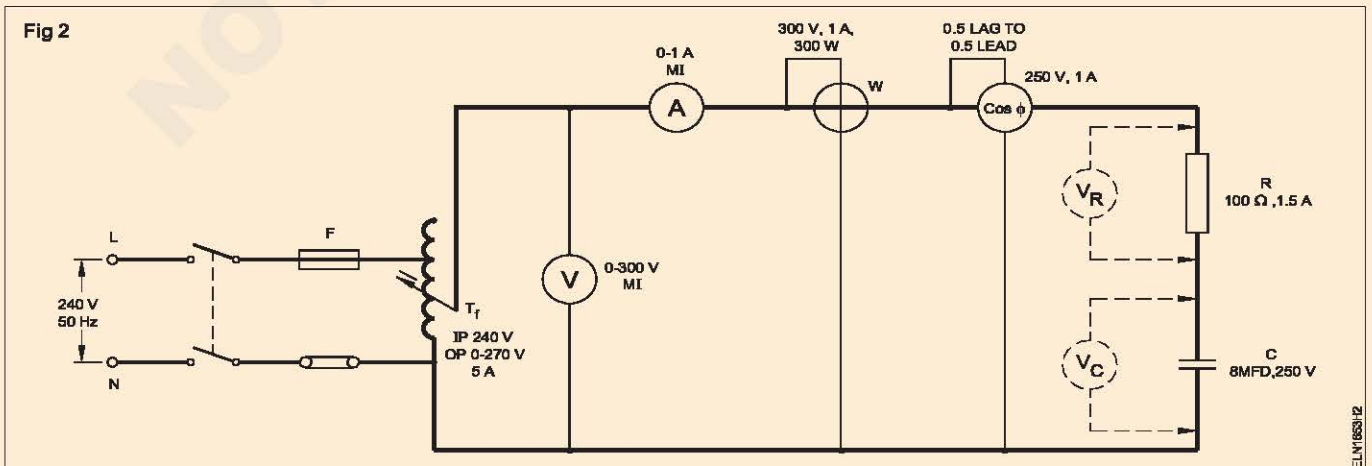 Fig 2
NO
300 V, 1 A,
300 W
0.5 LAG TO
0.5 LEAD
0-1 A
MI
A
W
250 V, 1 A
Cos ϕ
V_R
R
100 Ω ,1.5 A
L
F
240 V
50 Hz
N
T_f
IP 240 V
OP 0-270 V
5 A
V
0-300 V
MI
V_C
C
8MFD,250 V
ELN1653H2